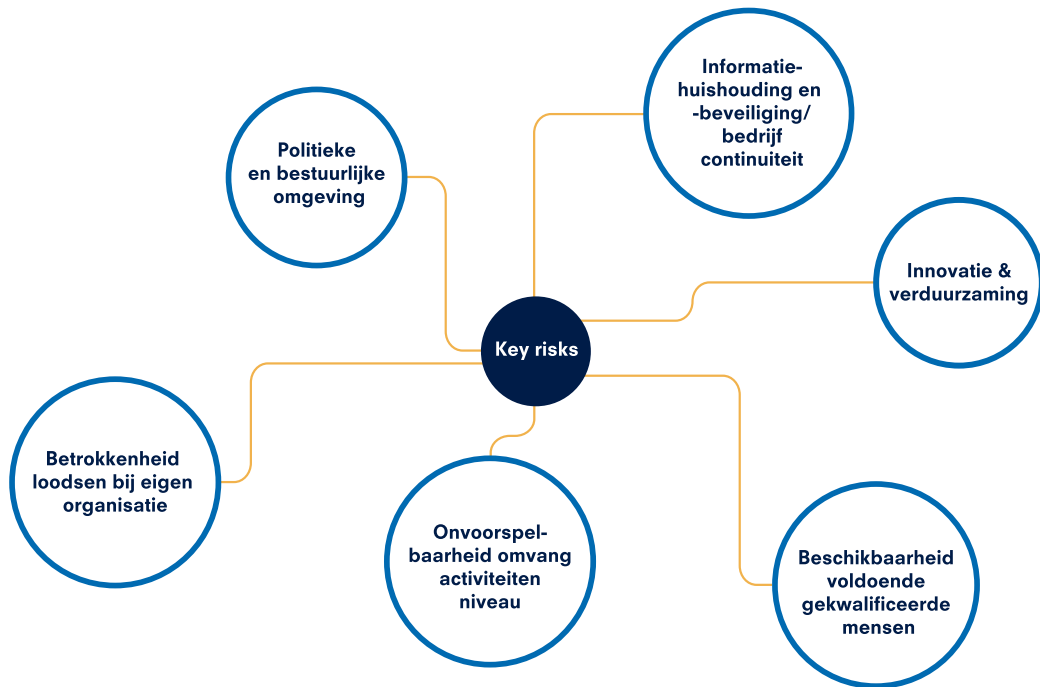 Informatie-
huishouding en
-beveiliging/
bedrijf
continuiteit
Politieke
en bestuurlijke
omgeving
Innovatie &
verduurzaming
Key risks
Betrokkenheid
loodsen bij eigen
organisatie
Onvoorspel-
baarheid omvang
activiteiten
niveau
Beschikbaarheid
voldoende
gekwalificeerde
mensen